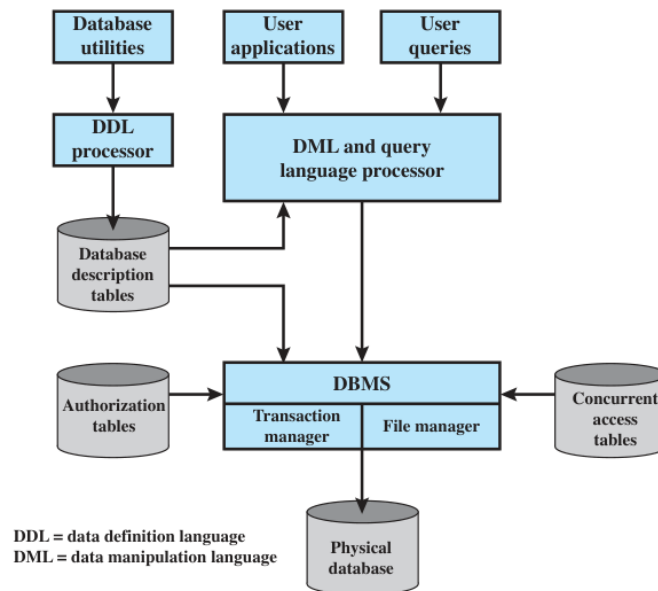 Database
utilities
User
applications
User
queries
DDL
processor
DML and query
language processor
Database
description
tables
DBMS
Transaction
manager
File manager
Authorization
tables
Concurrent
access
tables
Physical
database
DDL = data definition language
DML = data manipulation language